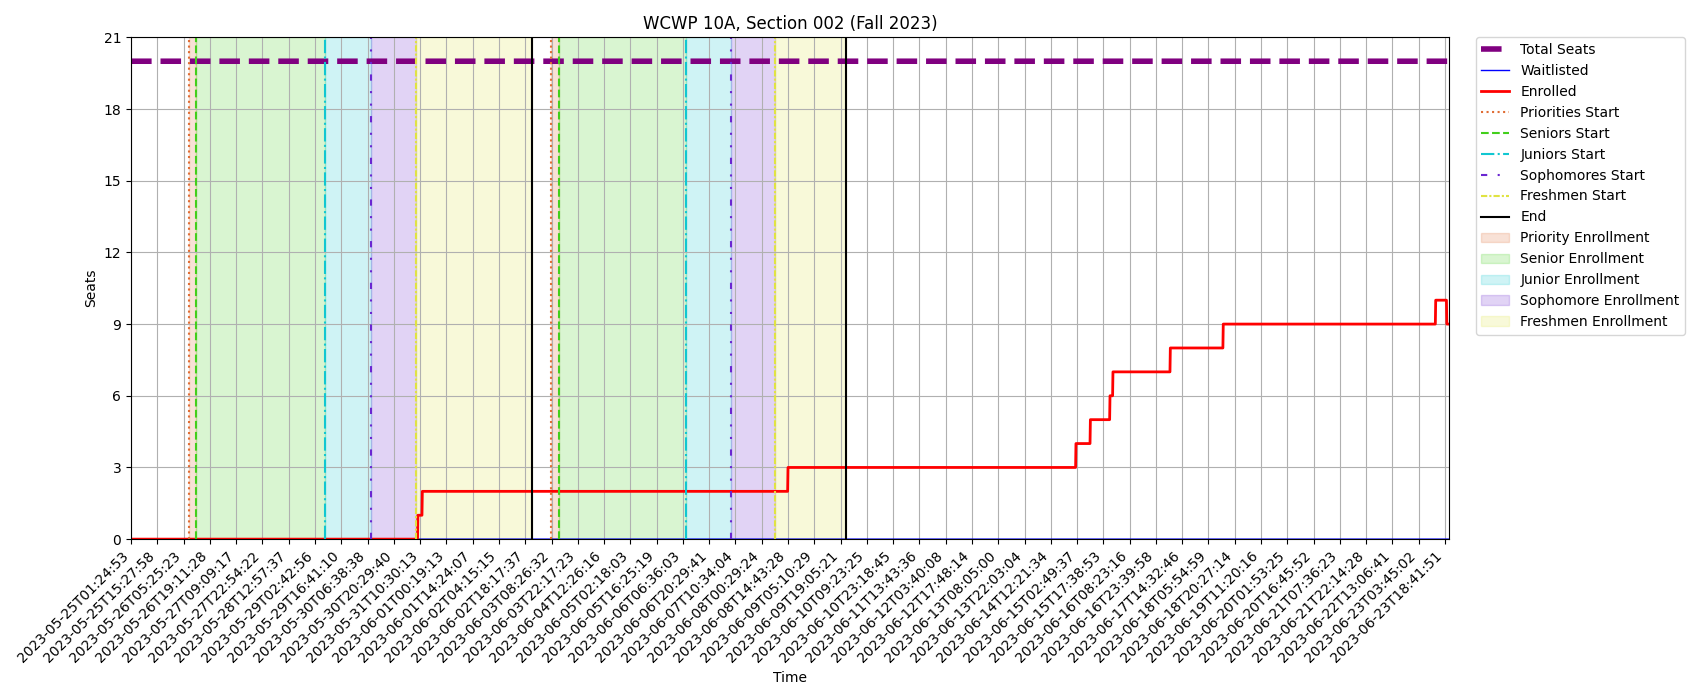 WCWP 10A, Section 002 (Fall 2023)
Seats
21
18
15
12
9
6
3
0
2023-05-25T01:24:53
2023-05-25T15:27:58
2023-05-26T05:25:23
2023-05-26T19:11:28
2023-05-27T09:09:17
2023-05-27T22:54:22
2023-05-28T12:57:37
2023-05-29T02:42:56
2023-05-29T16:41:10
2023-05-30T06:38:38
2023-05-30T20:29:40
2023-05-31T10:30:13
2023-06-01T00:19:13
2023-06-01T14:24:07
2023-06-02T04:15:15
2023-06-02T18:17:37
2023-06-03T08:26:32
2023-06-03T22:17:23
2023-06-04T12:26:16
2023-06-05T02:18:03
2023-06-05T16:25:19
2023-06-06T06:36:03
2023-06-06T20:29:41
2023-06-07T10:34:04
2023-06-08T00:29:24
2023-06-08T14:43:28
2023-06-09T05:10:29
2023-06-09T19:05:21
2023-06-10T09:23:25
2023-06-10T23:18:45
2023-06-11T13:43:36
2023-06-12T03:40:08
2023-06-12T17:48:14
2023-06-13T08:05:00
2023-06-13T22:03:04
2023-06-14T12:21:34
2023-06-15T02:49:37
2023-06-15T17:38:53
2023-06-16T08:23:16
2023-06-16T23:39:58
2023-06-17T14:32:46
2023-06-18T05:54:59
2023-06-18T20:27:14
2023-06-19T11:20:16
2023-06-20T01:53:25
2023-06-20T16:45:52
2023-06-21T07:36:23
2023-06-21T22:14:28
2023-06-22T13:06:41
2023-06-23T03:45:02
2023-06-23T18:41:51
Time
Total Seats
Waitlisted
Enrolled
Priorities Start
Seniors Start
Juniors Start
Sophomores Start
Freshmen Start
End
Priority Enrollment
Senior Enrollment
Junior Enrollment
Sophomore Enrollment
Freshmen Enrollment